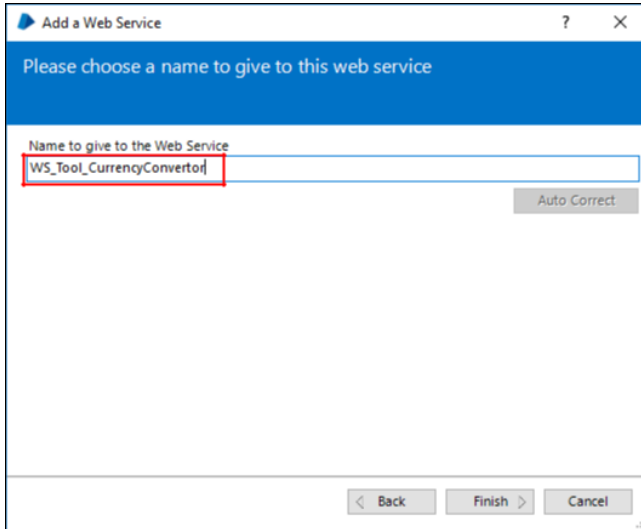 Add a Web Service
?
Please choose a name to give to this web service
Name to give to the Web Service
WS_Tool_CurrencyConvertor
Auto Correct
Back
Finish
Cancel